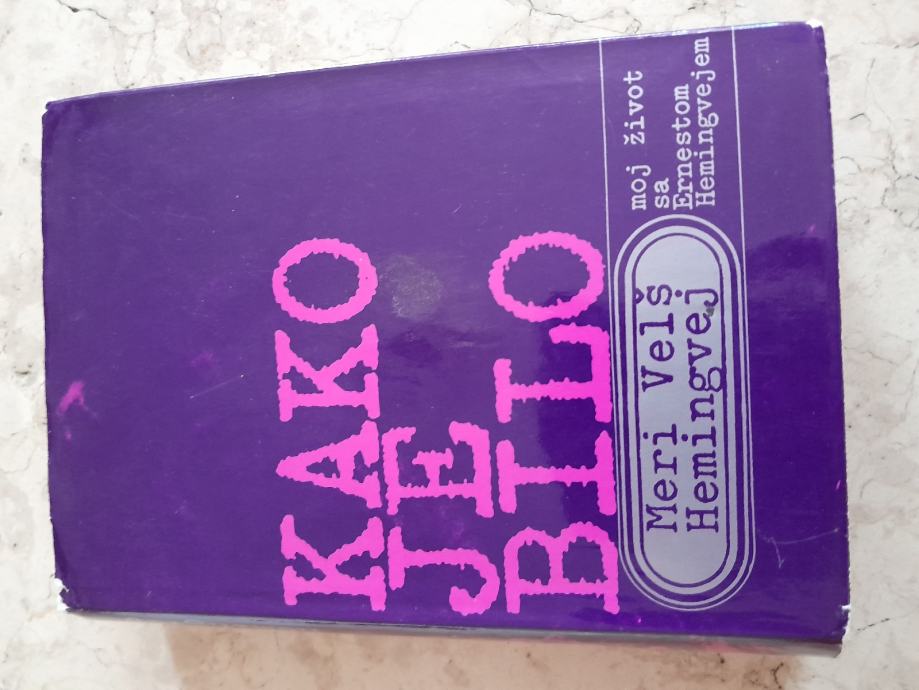 KAKO
JE
BILO
Meri Velš
Hemingvej
moj život
sa
Ernestom
Hemingvejem